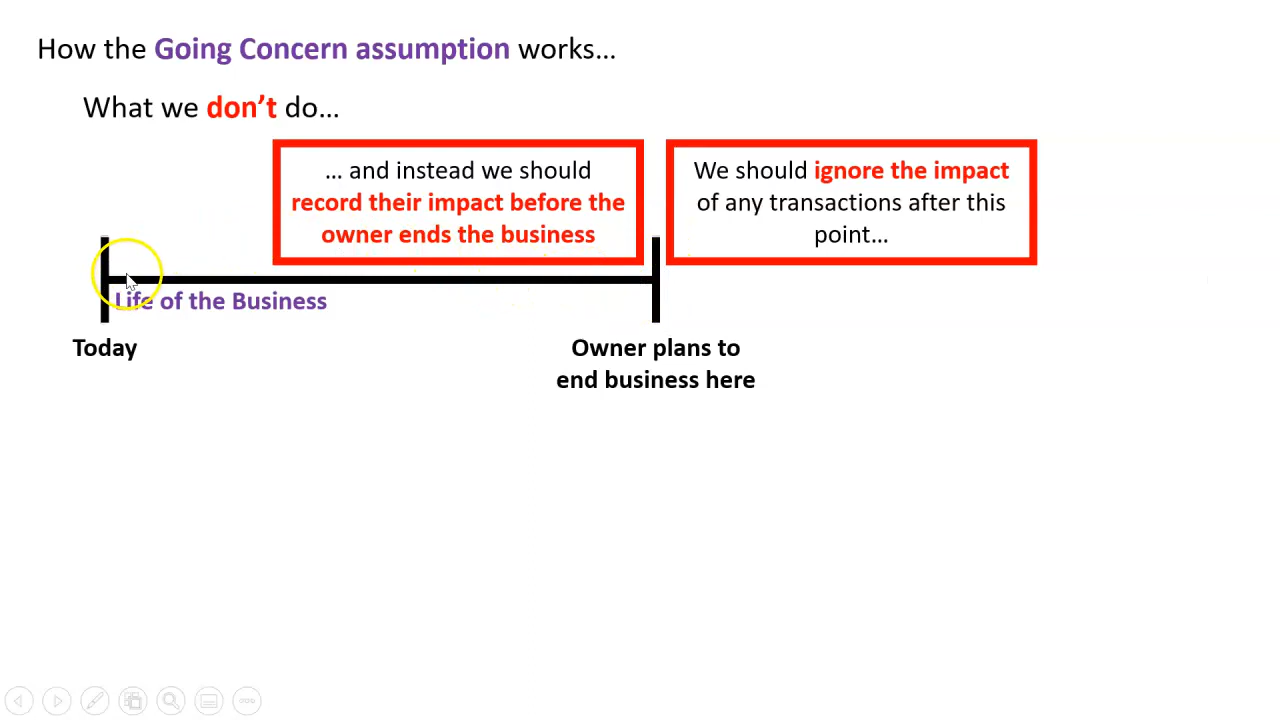 How the Going Concern assumption works...
What we don't do...
... and instead we should
record their impact before the
owner ends the business
We should ignore the impact
of any transactions after this
point...
Life of the Business
Today
Owner plans to
end business here